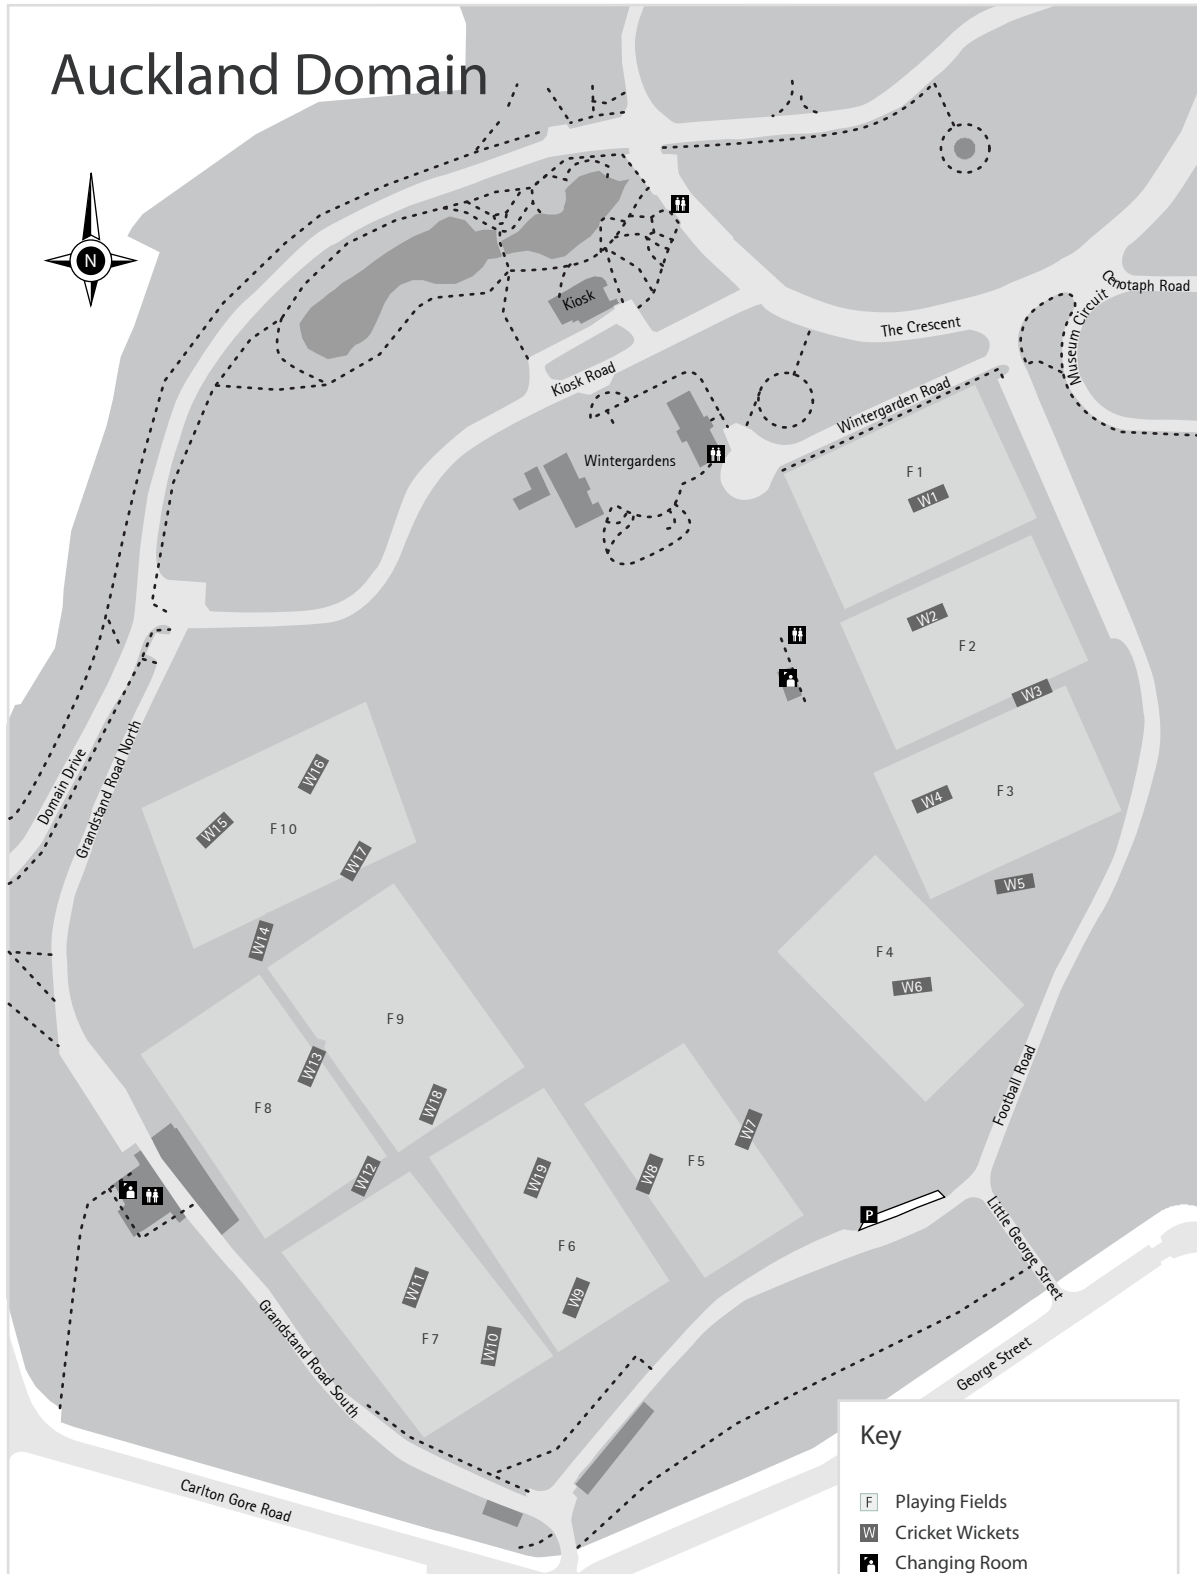 Auckland Domain
N
Cenotaph Road
Museum Circuit
The Crescent
Kiosk
Kiosk Road
Wintergarden Road
Wintergardens
F1
W1
W2
F2
W3
F3
W4
W5
F4
W6
Domain Drive
Grandstand Road North
W16
W15
F10
W17
W14
F9
W13
F8
W18
W12
W19
W8
F5
W7
F6
W9
W11
F7
W10
P
Football Road
Little George Street
George Street
Grandstand Road South
Carlton Gore Road
Key
F Playing Fields
W Cricket Wickets
Changing Room